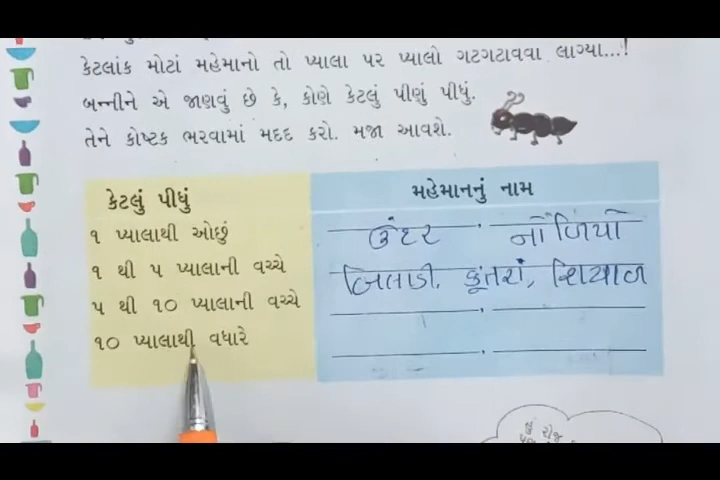 કેટલાંક મોટાં મહેમાનો તો પ્યાલા પર પ્યાલો ગટગટાવવા લાગ્યા...!
બન્નીને એ જાણવું છે કે, કોણે કેટલું પીણું પીધું.
તેને કોષ્ટક ભરવામાં મદદ કરો. મજા આવશે.
કેટલું પીધું મહેમાનનું નામ
૧ પ્યાલાથી ઓછું ઉંદર . નોળિયો
૧ થી ૫ પ્યાલાની વચ્ચે બિલાડી. કૂતરાં, શિયાળ
૫ થી ૧૦ પ્યાલાની વચ્ચે
૧૦ પ્યાલાથી વધારે
હું રોજ